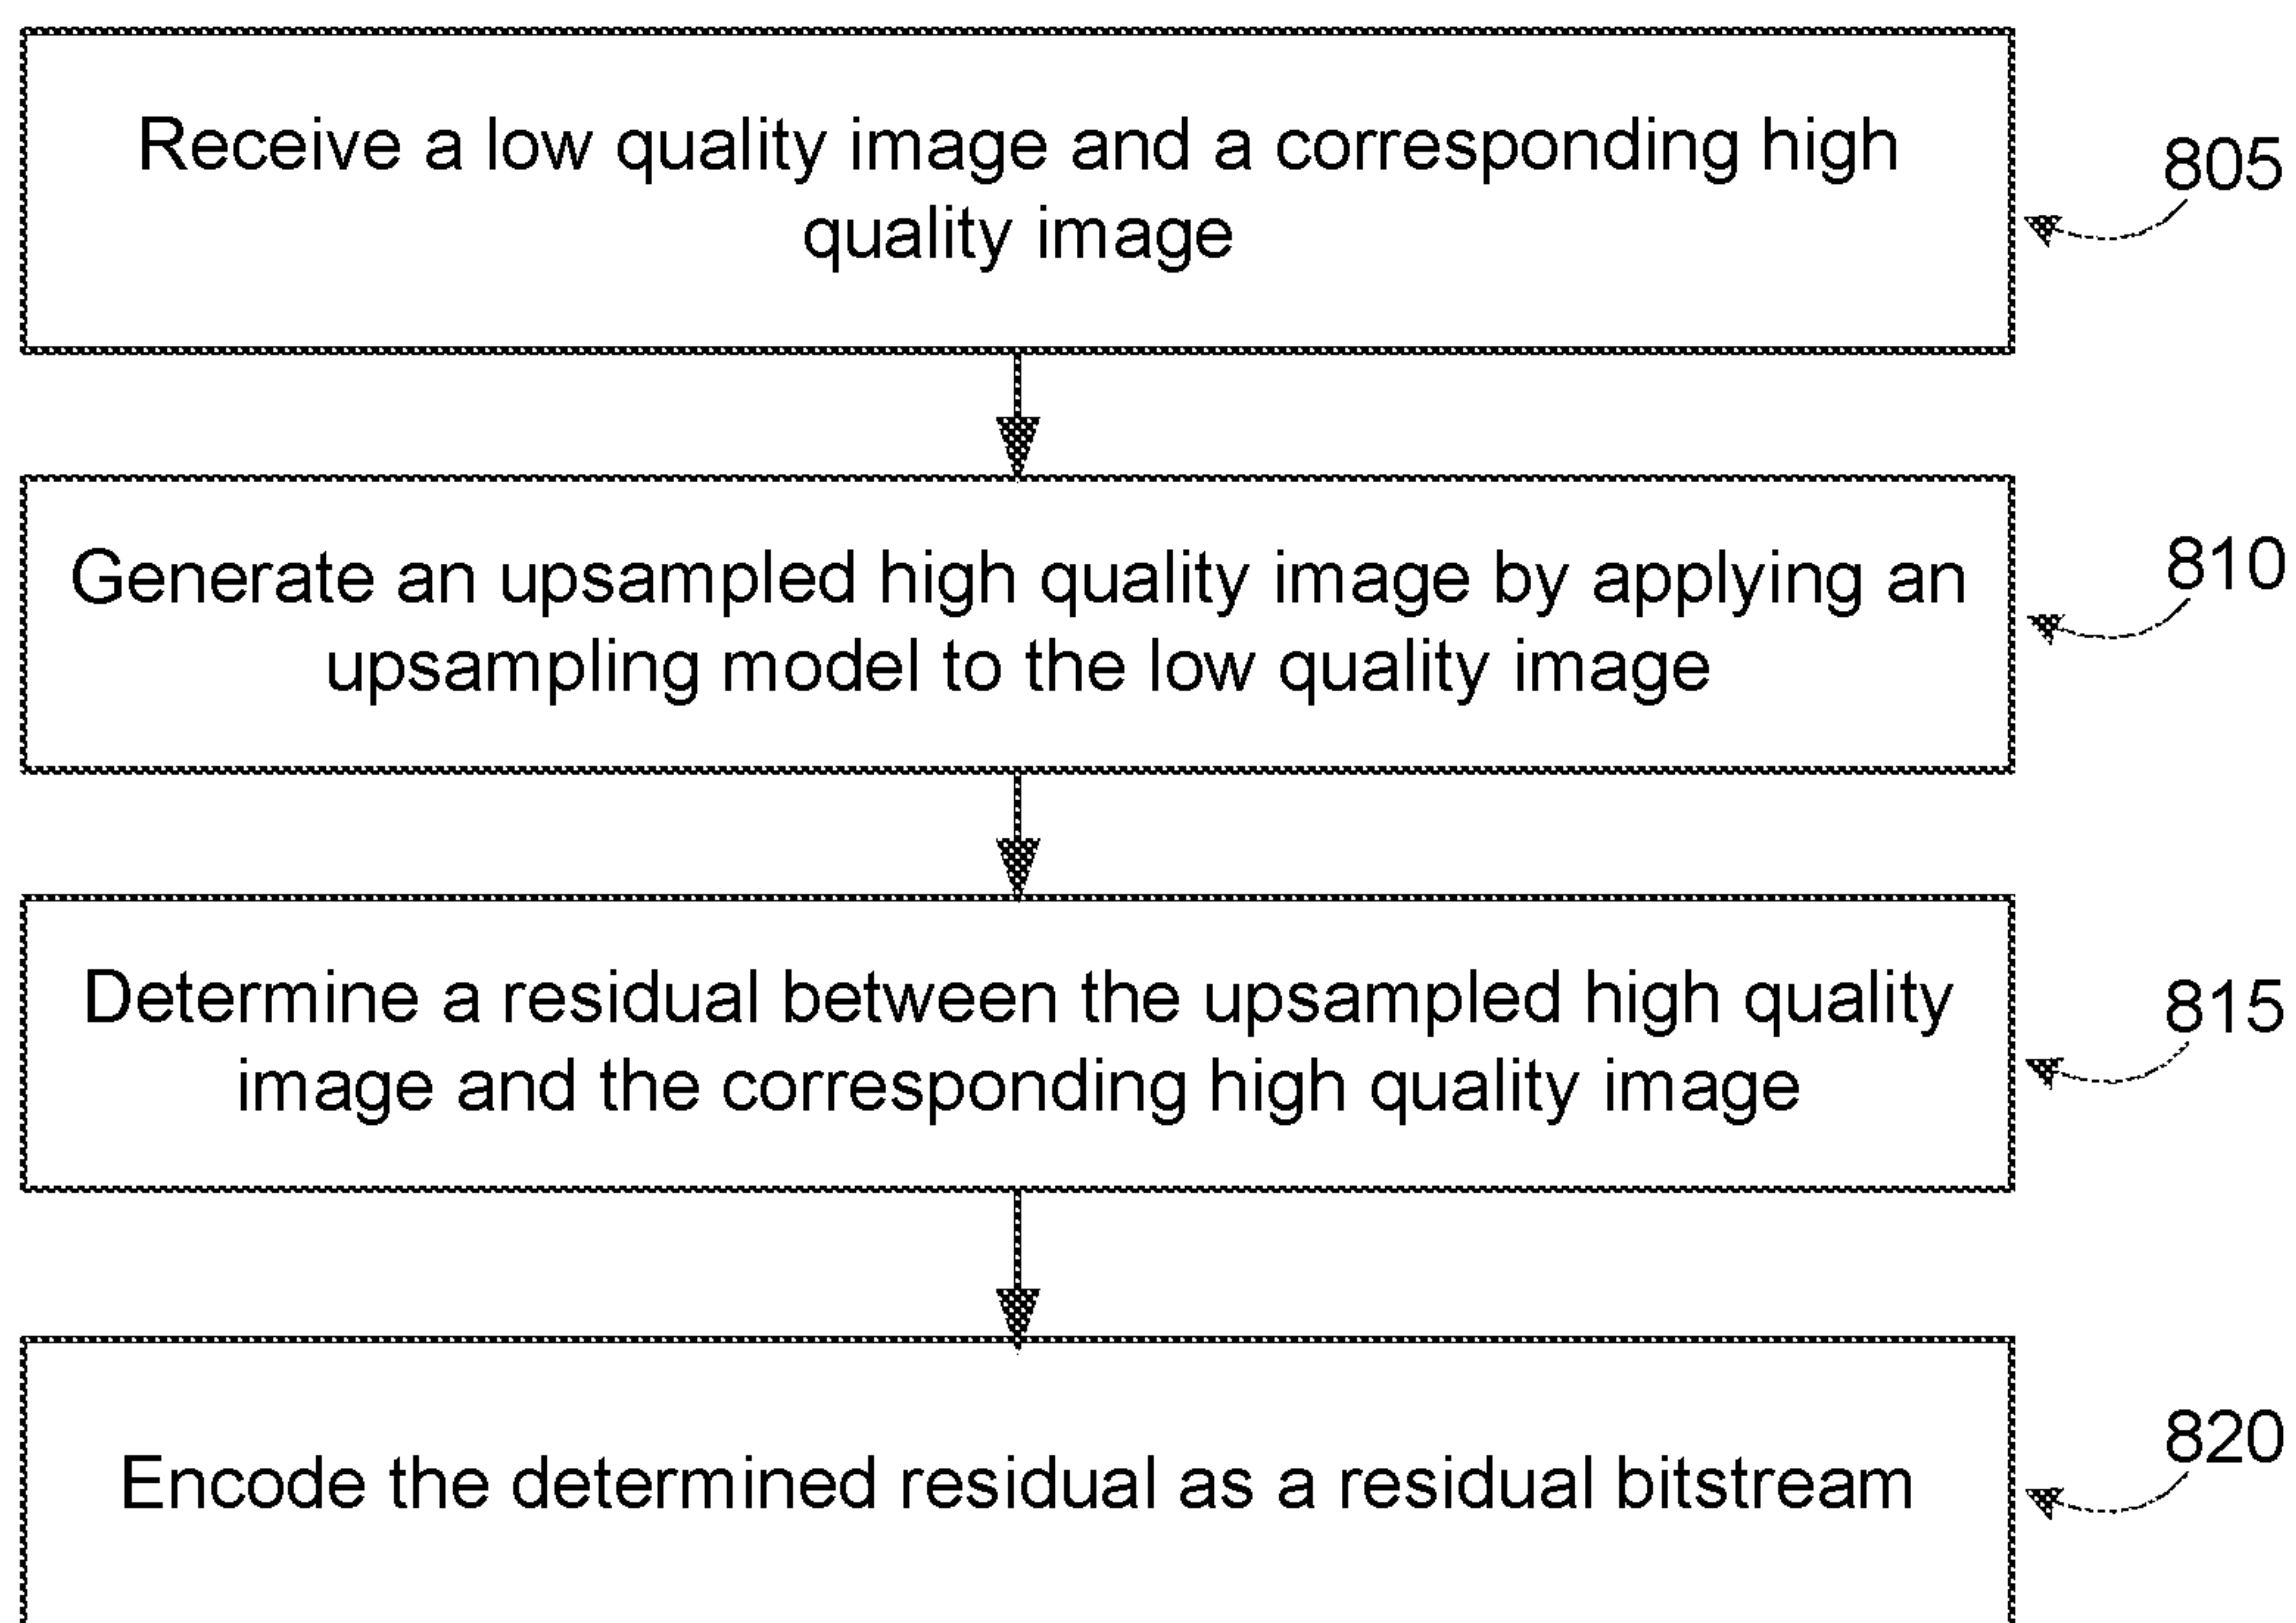 Receive a low quality image and a corresponding high
quality image
805
Generate an upsampled high quality image by applying an
upsampling model to the low quality image
810
Determine a residual between the upsampled high quality
image and the corresponding high quality image
815
Encode the determined residual as a residual bitstream
820